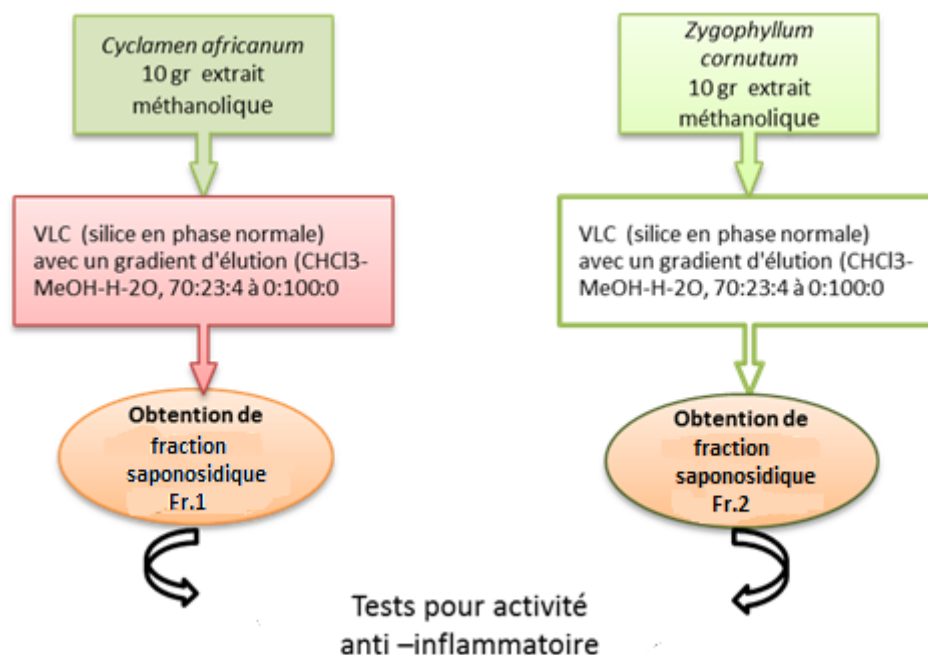 Cyclamen africanum
10 gr extrait
méthanolique
VLC (silice en phase normale)
avec un gradient d'élution (CHCl3-
MeOH-H-2O, 70:23:4 à 0:100:0
Obtention de
fraction
saponosidique
Fr.1
Zygophyllum
cornutum
10 gr extrait
méthanolique
VLC (silice en phase normale)
avec un gradient d'élution (CHCl3-
MeOH-H-2O, 70:23:4 à 0:100:0
Obtention de
fraction
saponosidique
Fr.2
Tests pour activité
anti –inflammatoire